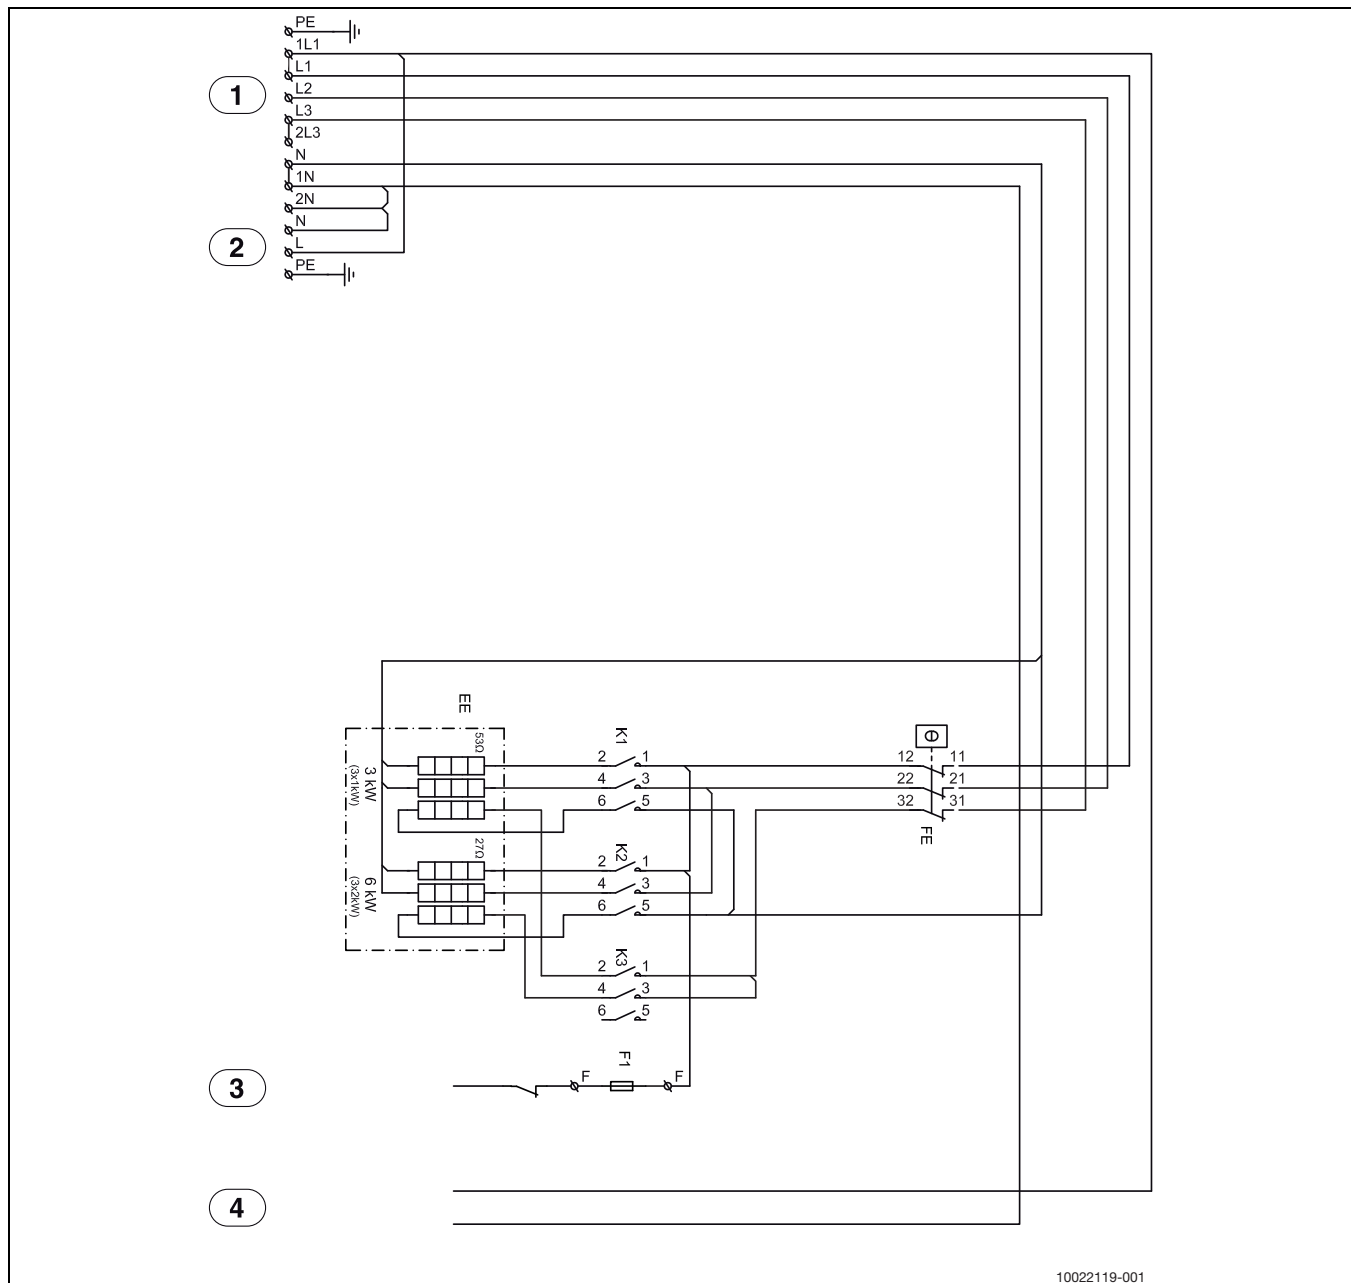 PE
1L1
L1
1
L2
L3
2L3
N
1N
2N
N
2
L
PE
EE
53Ω
3 kW
(3x1kW)
27Ω
6 kW
(3x2kW)
K1
2 1
4 3
6 5
K2
2 1
4 3
6 5
K3
2 1
4 3
6 5
Θ
12 11
22 21
32 31
FE
F1
3
F F
4
10022119-001